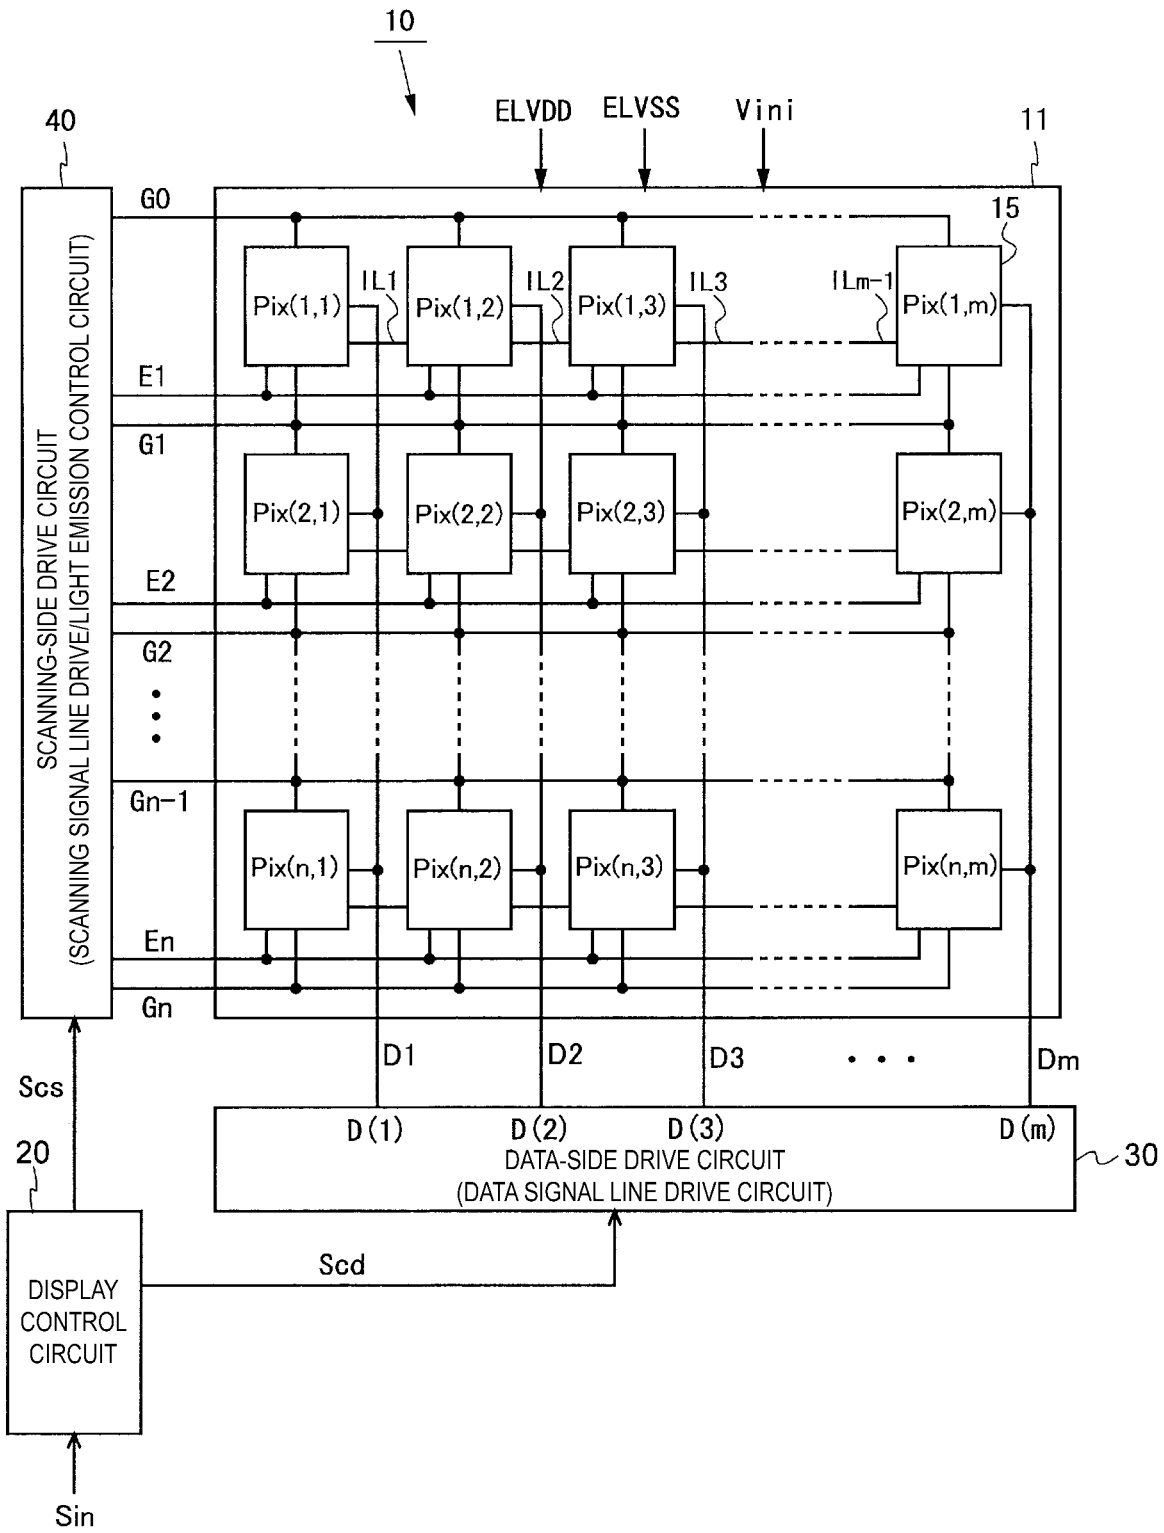 10
ELVDD ELVSS Vini
40
11
G0
15
IL1 IL2 IL3 ILm-1
Pix(1,1) Pix(1,2) Pix(1,3) Pix(1,m)
E1
G1
Pix(2,1) Pix(2,2) Pix(2,3) Pix(2,m)
E2
G2
Gn-1
Pix(n,1) Pix(n,2) Pix(n,3) Pix(n,m)
En
Gn
SCANNING-SIDE DRIVE CIRCUIT
(SCANNING SIGNAL LINE DRIVE/LIGHT EMISSION CONTROL CIRCUIT)
D1 D2 D3 Dm
Scs
D(1) D(2) D(3) D(m)
DATA-SIDE DRIVE CIRCUIT
(DATA SIGNAL LINE DRIVE CIRCUIT)
30
20
Scd
DISPLAY
CONTROL
CIRCUIT
Sin